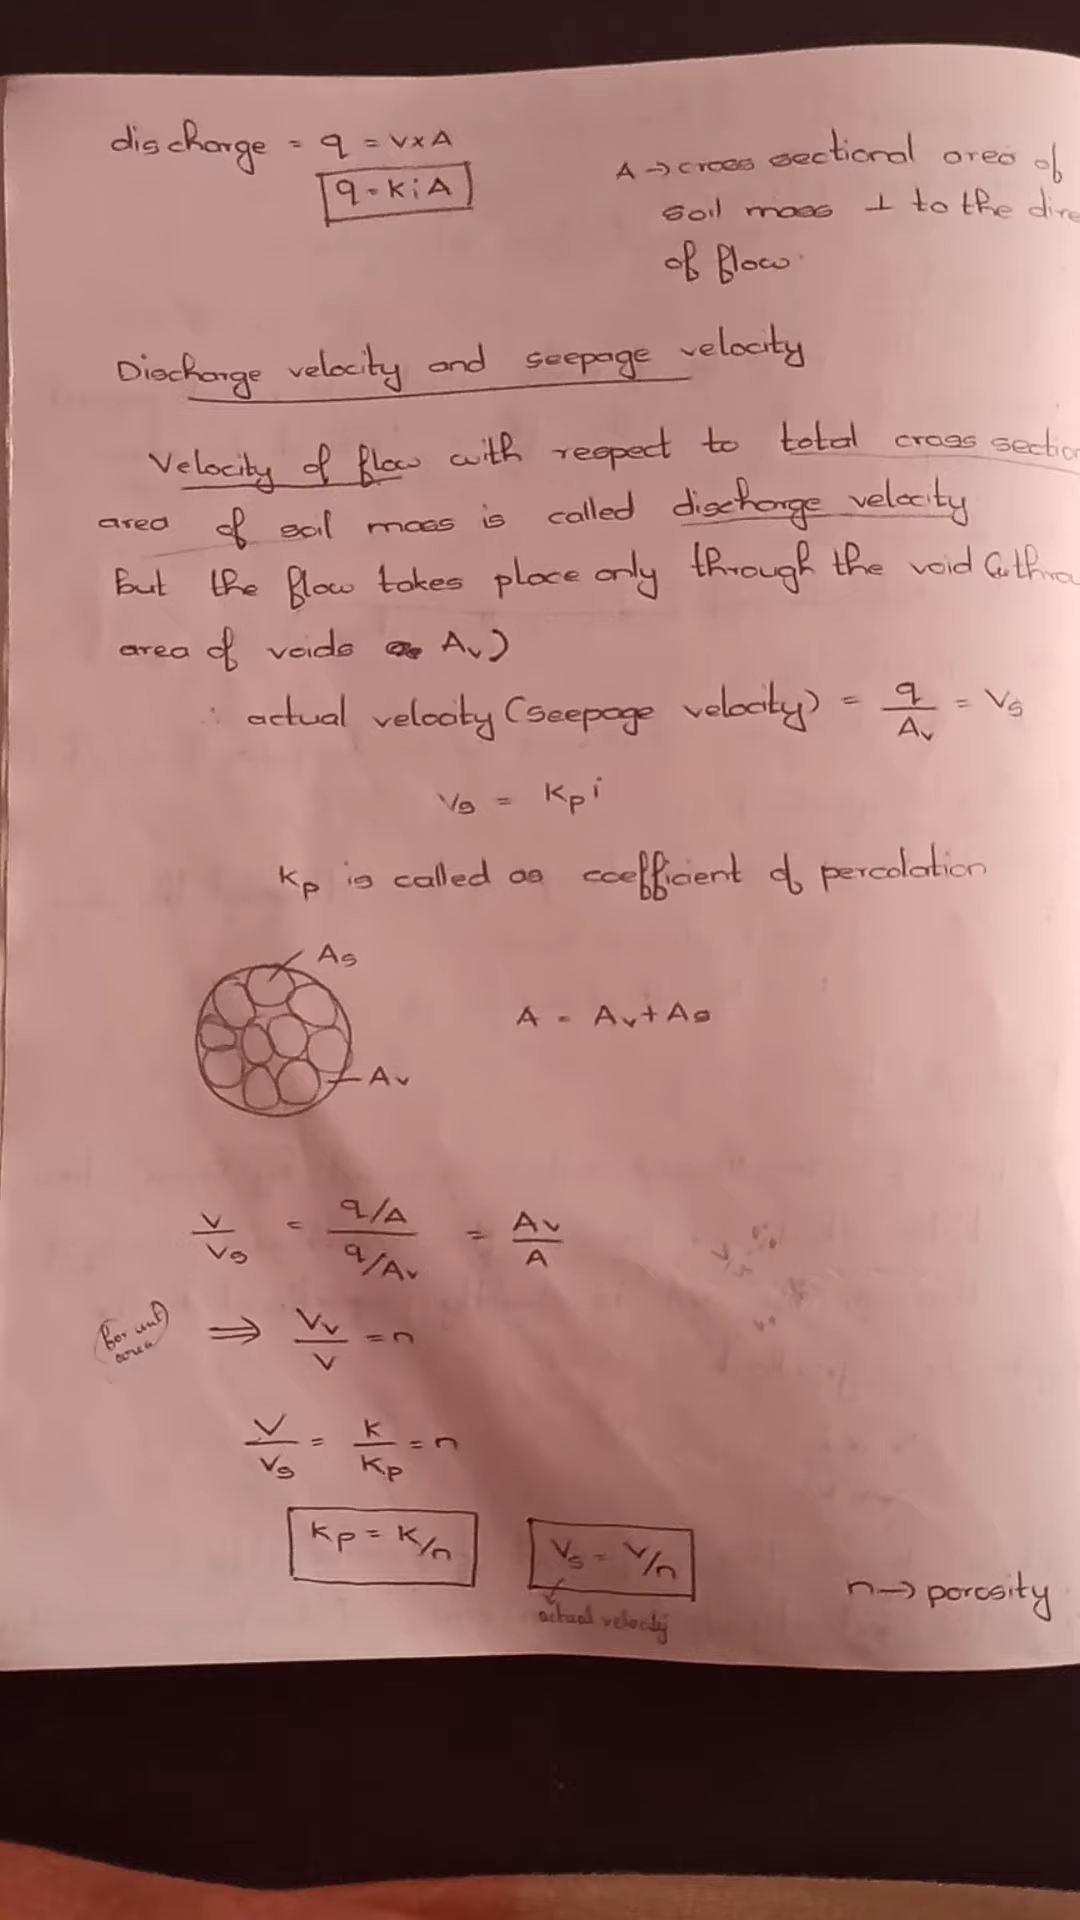 discharge = q = v x A
q = K i A
A → cross sectional area of
soil mass ⊥ to the dire
of flow.
Discharge velocity and seepage velocity
Velocity of flow with respect to total cross section
area of soil mass is called discharge velocity
But the flow takes place only through the void (thro
area of voids Av)
∴ actual velocity (seepage velocity) = q/Av = Vs
Vs = Kp i
Kp is called as coefficient of percolation
As
A = Av + As
Av
V/Vs = (q/A)/(q/Av) = Av/A
(for unit area) ⇒ Vv/V = n
V/Vs = K/Kp = n
Kp = K/n
Vs = V/n
n → porosity
actual velocity